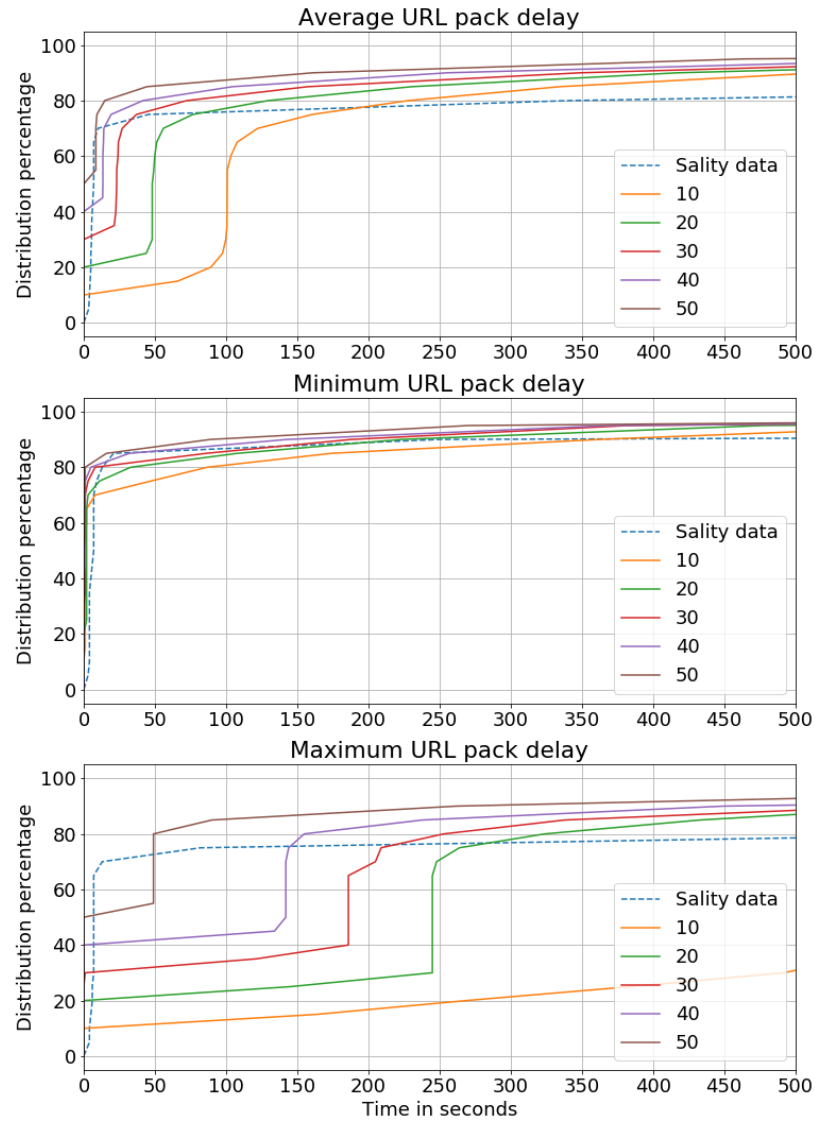 Average URL pack delay
Distribution percentage
100
80
60
40
20
0
0 50 100 150 200 250 300 350 400 450 500
Sality data
10
20
30
40
50
Minimum URL pack delay
Distribution percentage
100
80
60
40
20
0
0 50 100 150 200 250 300 350 400 450 500
Sality data
10
20
30
40
50
Maximum URL pack delay
Distribution percentage
100
80
60
40
20
0
0 50 100 150 200 250 300 350 400 450 500
Sality data
10
20
30
40
50
Time in seconds